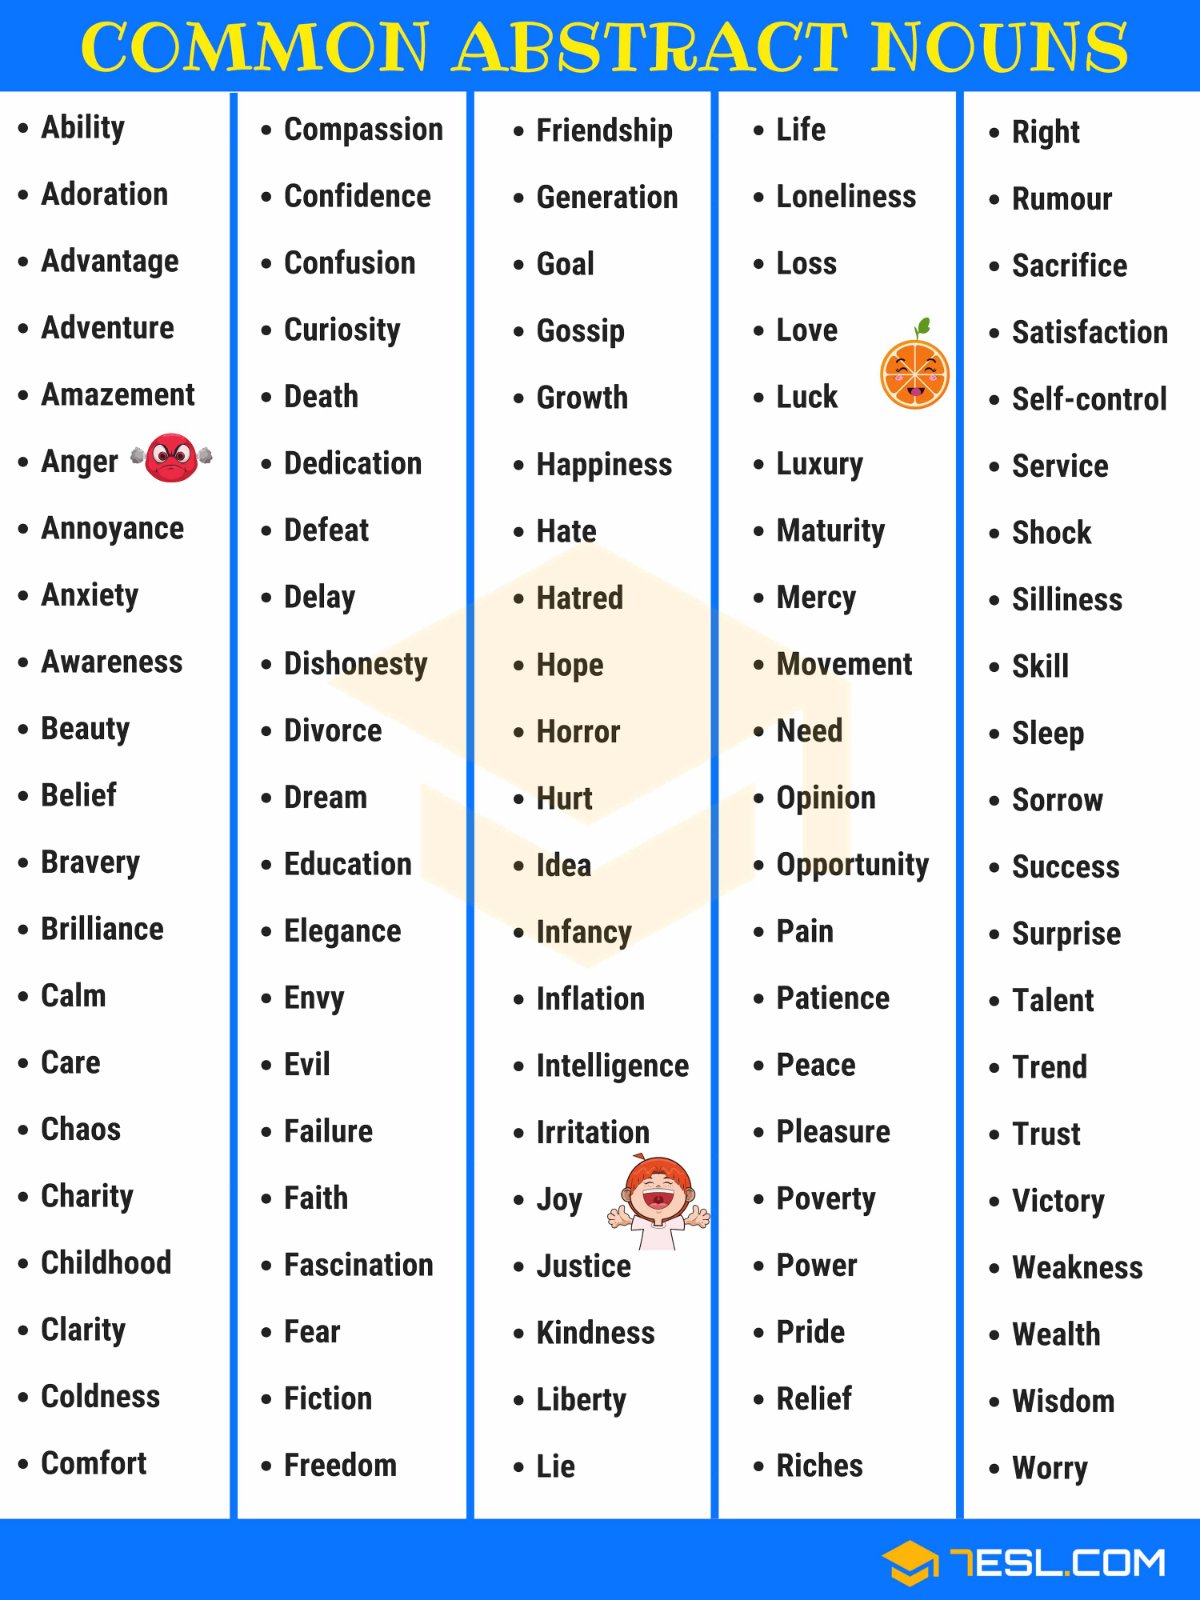 COMMON ABSTRACT NOUNS
• Ability
• Adoration
• Advantage
• Adventure
• Amazement
• Anger
• Annoyance
• Anxiety
• Awareness
• Beauty
• Belief
• Bravery
• Brilliance
• Calm
• Care
• Chaos
• Charity
• Childhood
• Clarity
• Coldness
• Comfort
• Compassion
• Confidence
• Confusion
• Curiosity
• Death
• Dedication
• Defeat
• Delay
• Dishonesty
• Divorce
• Dream
• Education
• Elegance
• Envy
• Evil
• Failure
• Faith
• Fascination
• Fear
• Fiction
• Freedom
• Friendship
• Generation
• Goal
• Gossip
• Growth
• Happiness
• Hate
• Hatred
• Hope
• Horror
• Hurt
• Idea
• Infancy
• Inflation
• Intelligence
• Irritation
• Joy
• Justice
• Kindness
• Liberty
• Lie
• Life
• Loneliness
• Loss
• Love
• Luck
• Luxury
• Maturity
• Mercy
• Movement
• Need
• Opinion
• Opportunity
• Pain
• Patience
• Peace
• Pleasure
• Poverty
• Power
• Pride
• Relief
• Riches
• Right
• Rumour
• Sacrifice
• Satisfaction
• Self-control
• Service
• Shock
• Silliness
• Skill
• Sleep
• Sorrow
• Success
• Surprise
• Talent
• Trend
• Trust
• Victory
• Weakness
• Wealth
• Wisdom
• Worry
7ESL.COM